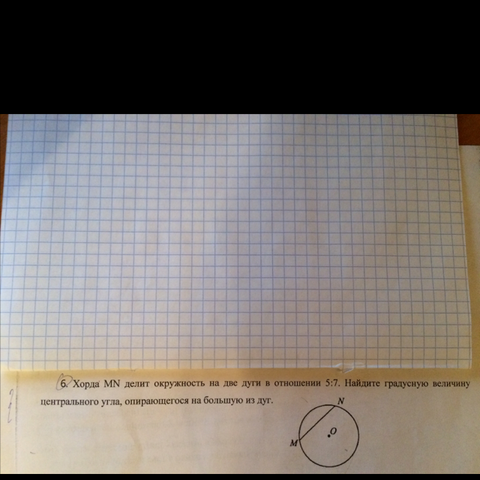 6. Хорда MN делит окружность на две дуги в отношении 5:7. Найдите градусную величину
центрального угла, опирающегося на большую из дуг.
N
O
M